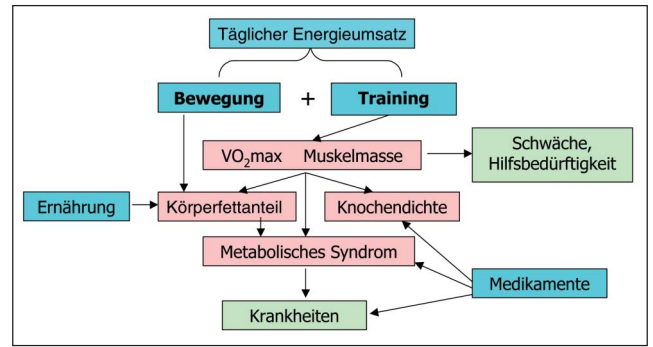 Täglicher Energieumsatz
Bewegung + Training
VO₂max Muskelmasse
Schwäche,
Hilfsbedürftigkeit
Ernährung
Körperfettanteil
Knochendichte
Metabolisches Syndrom
Medikamente
Krankheiten